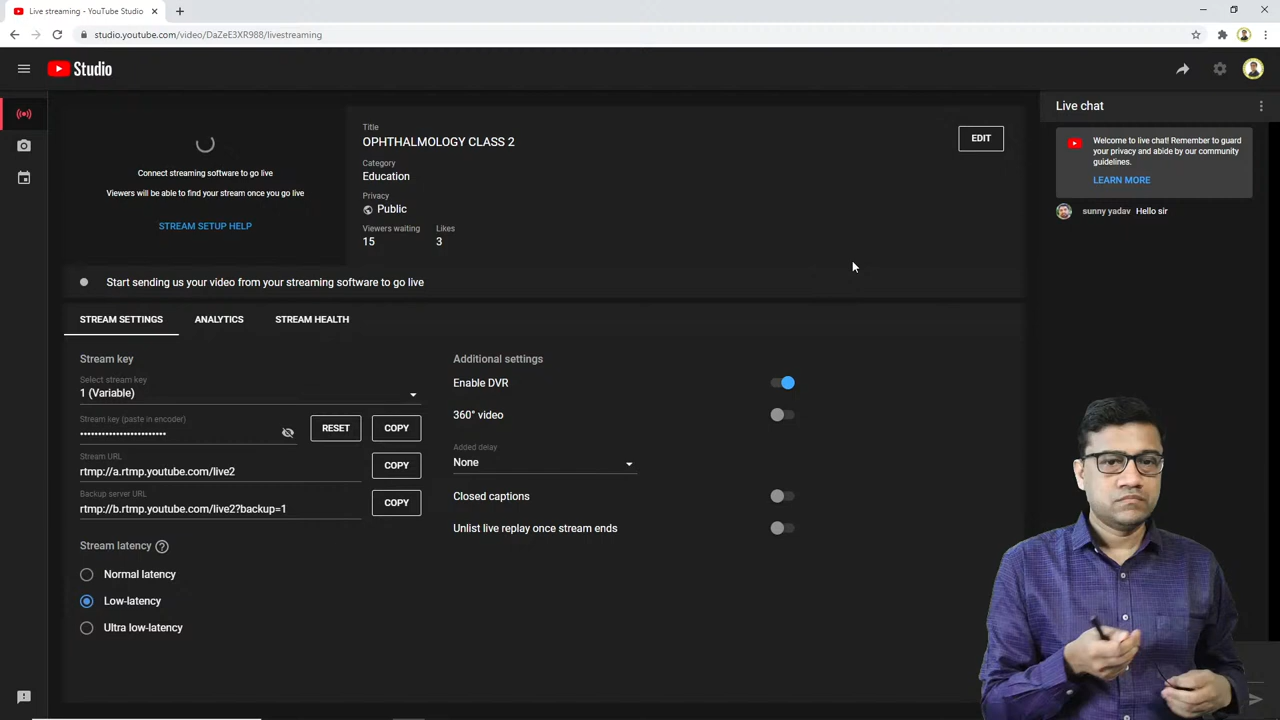 Live streaming - YouTube Studio
studio.youtube.com/video/DaZeE3XR988/livestreaming
Studio
Connect streaming software to go live
Viewers will be able to find your stream once you go live
STREAM SETUP HELP
Title
OPHTHALMOLOGY CLASS 2
EDIT
Category
Education
Privacy
Public
Viewers waiting
15
Likes
3
Start sending us your video from your streaming software to go live
STREAM SETTINGS
ANALYTICS
STREAM HEALTH
Stream key
Select stream key
1 (Variable)
Stream key (paste in encoder)
••••••••••••••••••••••••
RESET
COPY
Stream URL
rtmp://a.rtmp.youtube.com/live2
COPY
Backup server URL
rtmp://b.rtmp.youtube.com/live2?backup=1
COPY
Stream latency
Normal latency
Low-latency
Ultra low-latency
Additional settings
Enable DVR
360° video
Added delay
None
Closed captions
Unlist live replay once stream ends
Live chat
Welcome to live chat! Remember to guard
your privacy and abide by our community
guidelines.
LEARN MORE
sunny yadav Hello sir